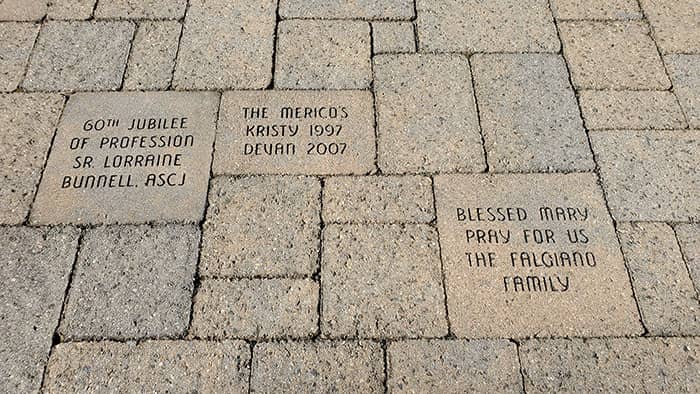 60TH JUBILEE
OF PROFESSION
SR. LORRAINE
BUNNELL, ASCJ
THE MERICO'S
KRISTY 1997
DEVAN 2007
BLESSED MARY
PRAY FOR US
THE FALGIANO
FAMILY